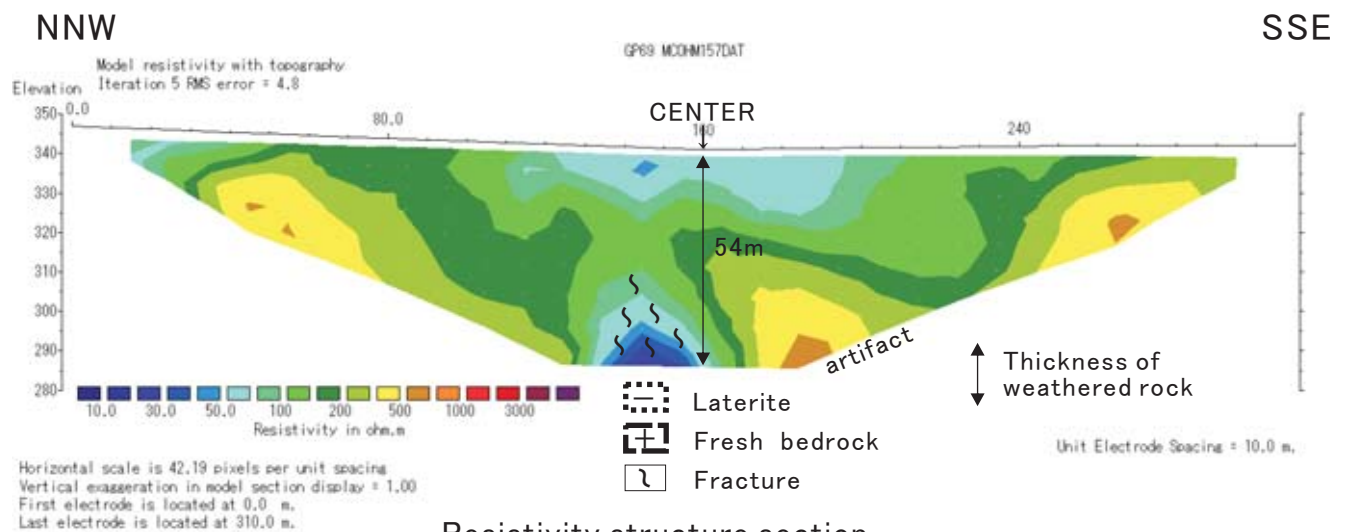 NNW
SSE
GP69 MCOHM157DAT
Model resistivity with topography
Iteration 5 RMS error = 4.8
Elevation
350
0.0
80.0
CENTER
160
240
340
330
320
54m
310
300
290
artifact
280
Thickness of
weathered rock
10.0 30.0 50.0 100 200 500 1000 3000
Resistivity in ohm.m
Laterite
Fresh bedrock
Fracture
Unit Electrode Spacing = 10.0 m.
Horizontal scale is 42.19 pixels per unit spacing
Vertical exaggeration in model section display = 1.00
First electrode is located at 0.0 m.
Last electrode is located at 310.0 m.
Resistivity structure section